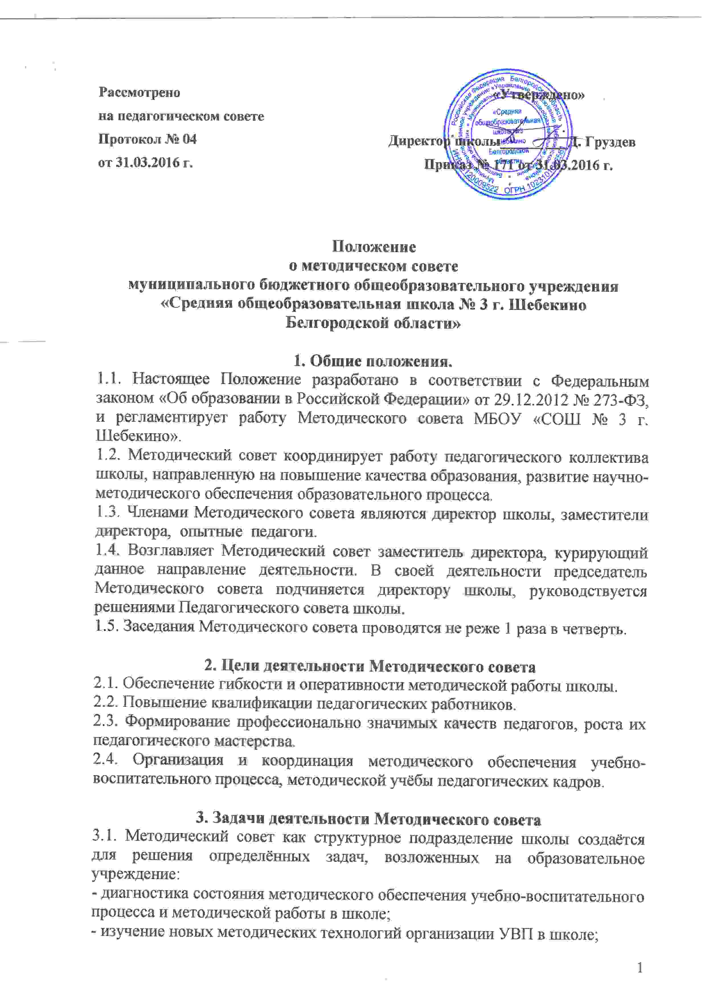 Рассмотрено
на педагогическом совете
Протокол № 04
от 31.03.2016 г.
«Утверждено»
Директор школы Д. Груздев
Приказ № 171 от 31.03.2016 г.
«Средняя
общеобразовательная
школа №3
Шебекино
Белгородской
области»
Положение
о методическом совете
муниципального бюджетного общеобразовательного учреждения
«Средняя общеобразовательная школа № 3 г. Шебекино
Белгородской области»
1. Общие положения.
1.1. Настоящее Положение разработано в соответствии с Федеральным
законом «Об образовании в Российской Федерации» от 29.12.2012 № 273-ФЗ,
и регламентирует работу Методического совета МБОУ «СОШ № 3 г.
Шебекино».
1.2. Методический совет координирует работу педагогического коллектива
школы, направленную на повышение качества образования, развитие научно-
методического обеспечения образовательного процесса.
1.3. Членами Методического совета являются директор школы, заместители
директора, опытные педагоги.
1.4. Возглавляет Методический совет заместитель директора, курирующий
данное направление деятельности. В своей деятельности председатель
Методического совета подчиняется директору школы, руководствуется
решениями Педагогического совета школы.
1.5. Заседания Методического совета проводятся не реже 1 раза в четверть.
2. Цели деятельности Методического совета
2.1. Обеспечение гибкости и оперативности методической работы школы.
2.2. Повышение квалификации педагогических работников.
2.3. Формирование профессионально значимых качеств педагогов, роста их
педагогического мастерства.
2.4. Организация и координация методического обеспечения учебно-
воспитательного процесса, методической учёбы педагогических кадров.
3. Задачи деятельности Методического совета
3.1. Методический совет как структурное подразделение школы создаётся
для решения определённых задач, возложенных на образовательное
учреждение:
- диагностика состояния методического обеспечения учебно-воспитательного
процесса и методической работы в школе;
- изучение новых методических технологий организации УВП в школе;
1